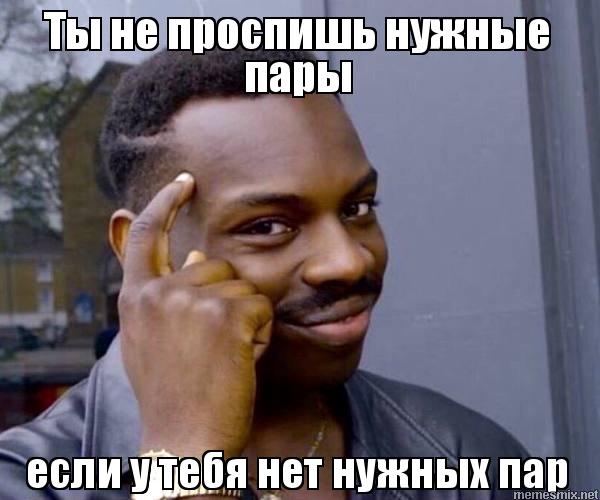 Ты не проспишь нужные
пары
если у тебя нет нужных пар
memesmix.net